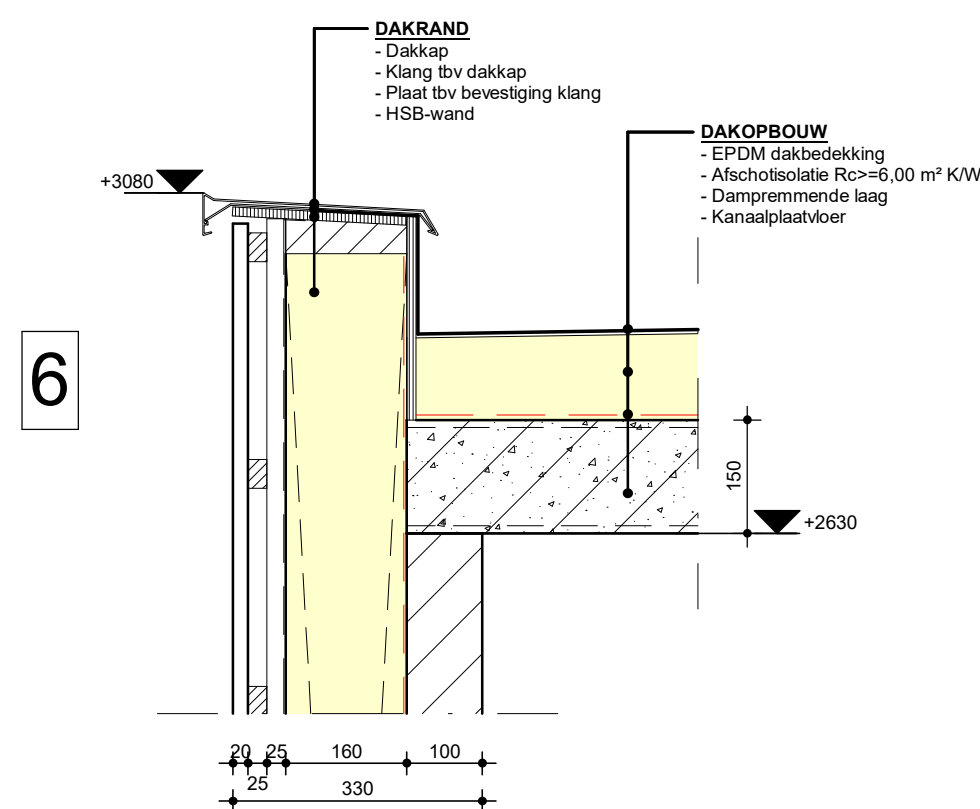 DAKRAND
- Dakkap
- Klang tbv dakkap
- Plaat tbv bevestiging klang
- HSB-wand
DAKOPBOUW
- EPDM dakbedekking
- Afschotisolatie Rc>=6,00 m² K/W
- Dampremmende laag
- Kanaalplaatvloer
+3080
6
150
+2630
20 25 160 100
25
330